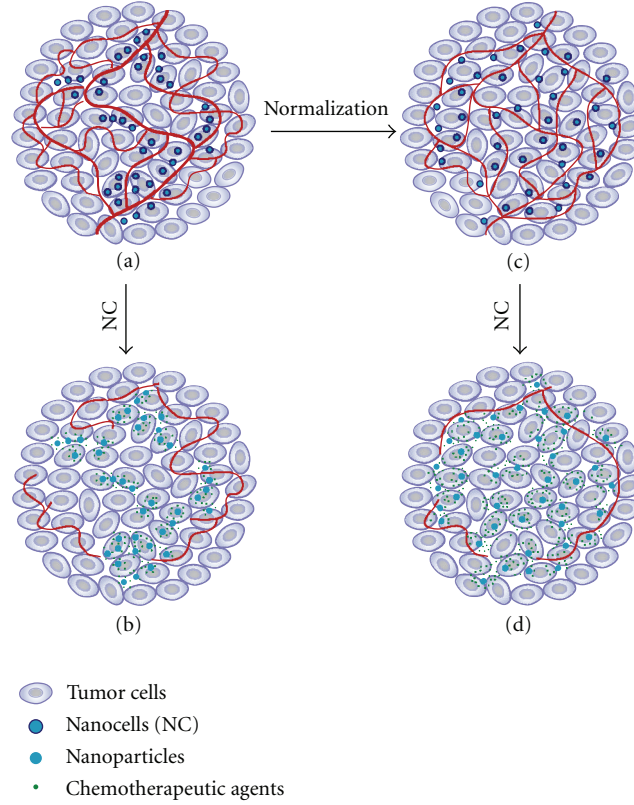 Normalization
(a)
(c)
NC
NC
(b)
(d)
Tumor cells
Nanocells (NC)
Nanoparticles
Chemotherapeutic agents